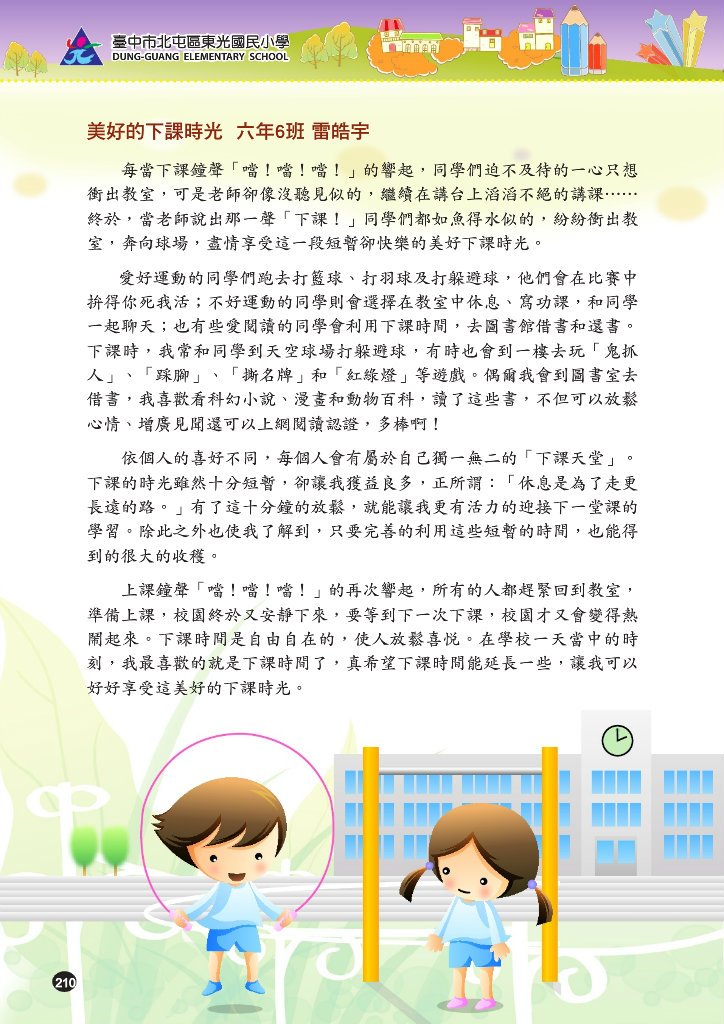 臺中市北屯區東光國民小學
DUNG-GUANG ELEMENTARY SCHOOL
美好的下課時光 六年6班 雷皓宇
每當下課鐘聲「噹！噹！噹！」的響起，同學們迫不及待的一心只想
衝出教室，可是老師卻像沒聽見似的，繼續在講台上滔滔不絕的講課……
終於，當老師說出那一聲「下課！」同學們都如魚得水似的，紛紛衝出教
室，奔向球場，盡情享受這一段短暫卻快樂的美好下課時光。
愛好運動的同學們跑去打籃球、打羽球及打躲避球，他們會在比賽中
拚得你死我活；不好運動的同學則會選擇在教室中休息、寫功課，和同學
一起聊天；也有些愛閱讀的同學會利用下課時間，去圖書館借書和還書。
下課時，我常和同學到天空球場打躲避球，有時也會到一樓去玩「鬼抓
人」、「踩腳」、「撕名牌」和「紅綠燈」等遊戲。偶爾我會到圖書室去
借書，我喜歡看科幻小說、漫畫和動物百科，讀了這些書，不但可以放鬆
心情、增廣見聞還可以上網閱讀認證，多棒啊！
依個人的喜好不同，每個人會有屬於自己獨一無二的「下課天堂」。
下課的時光雖然十分短暫，卻讓我獲益良多，正所謂：「休息是為了走更
長遠的路。」有了這十分鐘的放鬆，就能讓我更有活力的迎接下一堂課的
學習。除此之外也使我了解到，只要完善的利用這些短暫的時間，也能得
到的很大的收穫。
上課鐘聲「噹！噹！噹！」的再次響起，所有的人都趕緊回到教室，
準備上課，校園終於又安靜下來，要等到下一次下課，校園才又會變得熱
鬧起來。下課時間是自由自在的，使人放鬆喜悅。在學校一天當中的時
刻，我最喜歡的就是下課時間了，真希望下課時間能延長一些，讓我可以
好好享受這美好的下課時光。
210